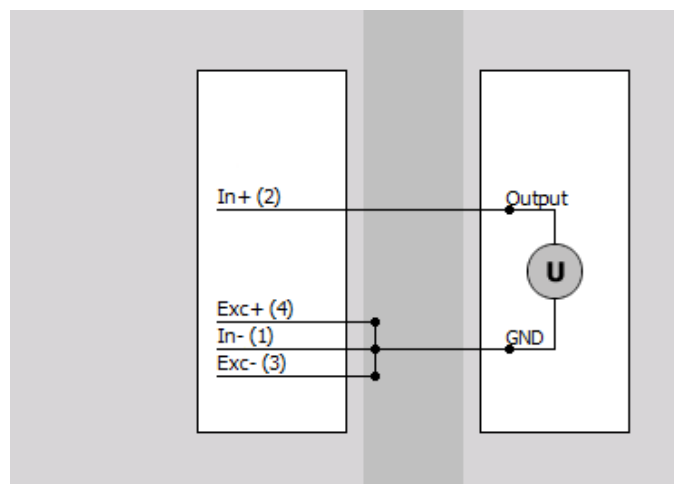 In+ (2)
Output
U
Exc+ (4)
In- (1)
GND
Exc- (3)